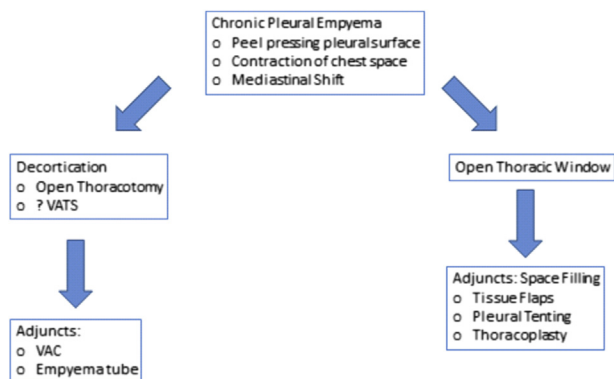 Chronic Pleural Empyema
o Peel pressing pleural surface
o Contraction of chest space
o Mediastinal Shift
Decortication
o Open Thoracotomy
o ? VATS
Open Thoracic Window
Adjuncts:
o VAC
o Empyema tube
Adjuncts: Space Filling
o Tissue Flaps
o Pleural Tenting
o Thoracoplasty